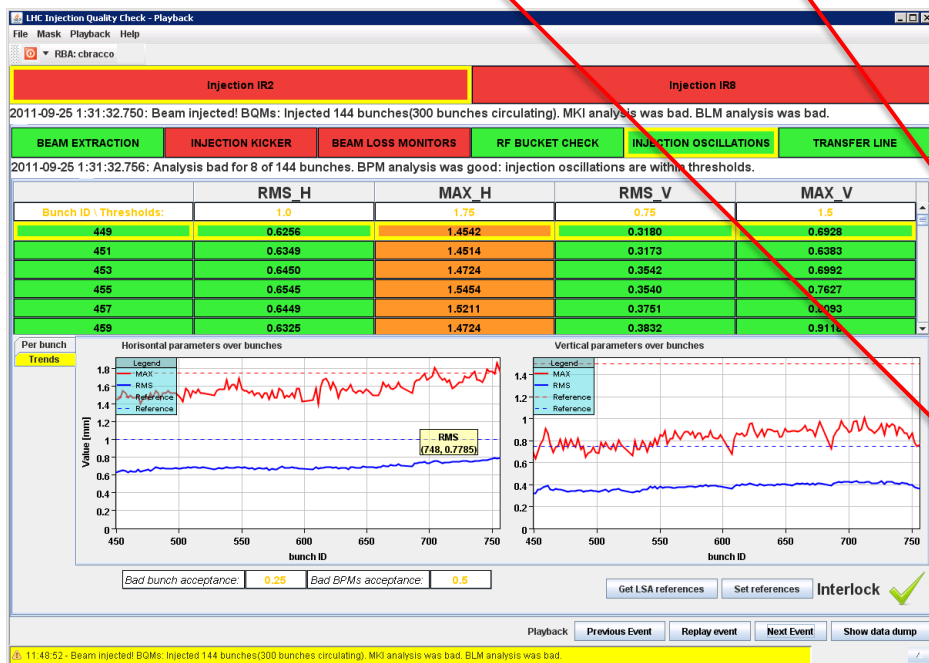 LHC Injection Quality Check - Playback
File Mask Playback Help
RBA: cbracco
Injection IR2 Injection IR8
2011-09-25 1:31:32.750: Beam injected! BQMs: Injected 144 bunches(300 bunches circulating). MKI analysis was bad. BLM analysis was bad.
BEAM EXTRACTION INJECTION KICKER BEAM LOSS MONITORS RF BUCKET CHECK INJECTION OSCILLATIONS TRANSFER LINE
2011-09-25 1:31:32.756: Analysis bad for 8 of 144 bunches. BPM analysis was good: injection oscillations are within thresholds.
RMS_H MAX_H RMS_V MAX_V
Bunch ID \ Thresholds: 1.0 1.75 0.75 1.5
449 0.6256 1.4542 0.3180 0.6928
451 0.6349 1.4514 0.3173 0.6383
453 0.6450 1.4724 0.3542 0.6992
455 0.6545 1.5454 0.3540 0.7627
457 0.6449 1.5211 0.3751 0.8093
459 0.6325 1.4724 0.3832 0.9118
Per bunch
Trends
Horisontal parameters over bunches
Legend
MAX
RMS
Reference
Reference
Value [mm]
1.8
1.6
1.4
1.2
1
0.8
0.6
0.4
0.2
0
RMS
(748, 0.7785)
450 500 550 600 650 700 750
bunch ID
Vertical parameters over bunches
Legend
MAX
RMS
Reference
Reference
1.4
1.2
1
0.8
0.6
0.4
0.2
0
450 500 550 600 650 700 750
bunch ID
Bad bunch acceptance: 0.25 Bad BPMs acceptance: 0.5
Get LSA references Set references Interlock
Playback Previous Event Replay event Next Event Show data dump
11:48:52 - Beam injected! BQMs: Injected 144 bunches(300 bunches circulating). MKI analysis was bad. BLM analysis was bad.